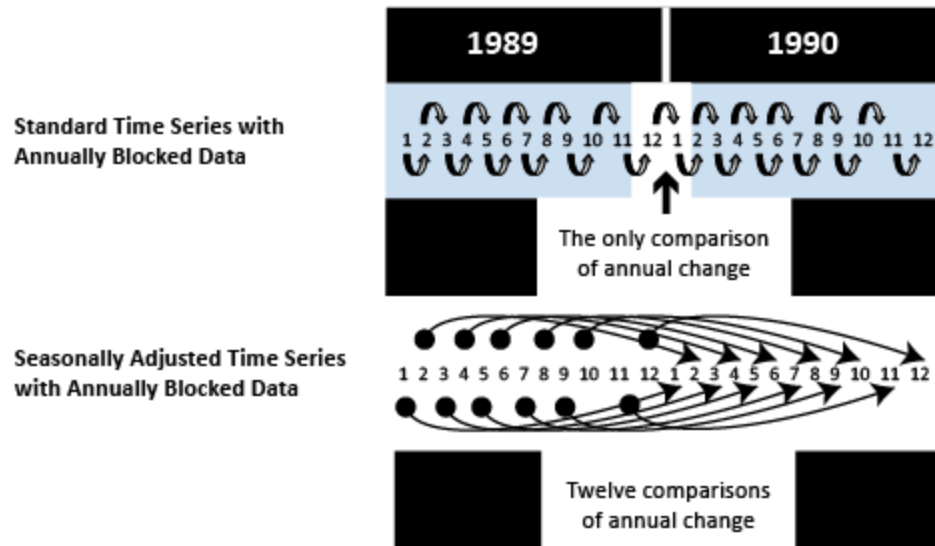 1989 1990
Standard Time Series with
Annually Blocked Data
1 2 3 4 5 6 7 8 9 10 11 12 1 2 3 4 5 6 7 8 9 10 11 12
The only comparison
of annual change
Seasonally Adjusted Time Series
with Annually Blocked Data
1 2 3 4 5 6 7 8 9 10 11 12 1 2 3 4 5 6 7 8 9 10 11 12
Twelve comparisons
of annual change